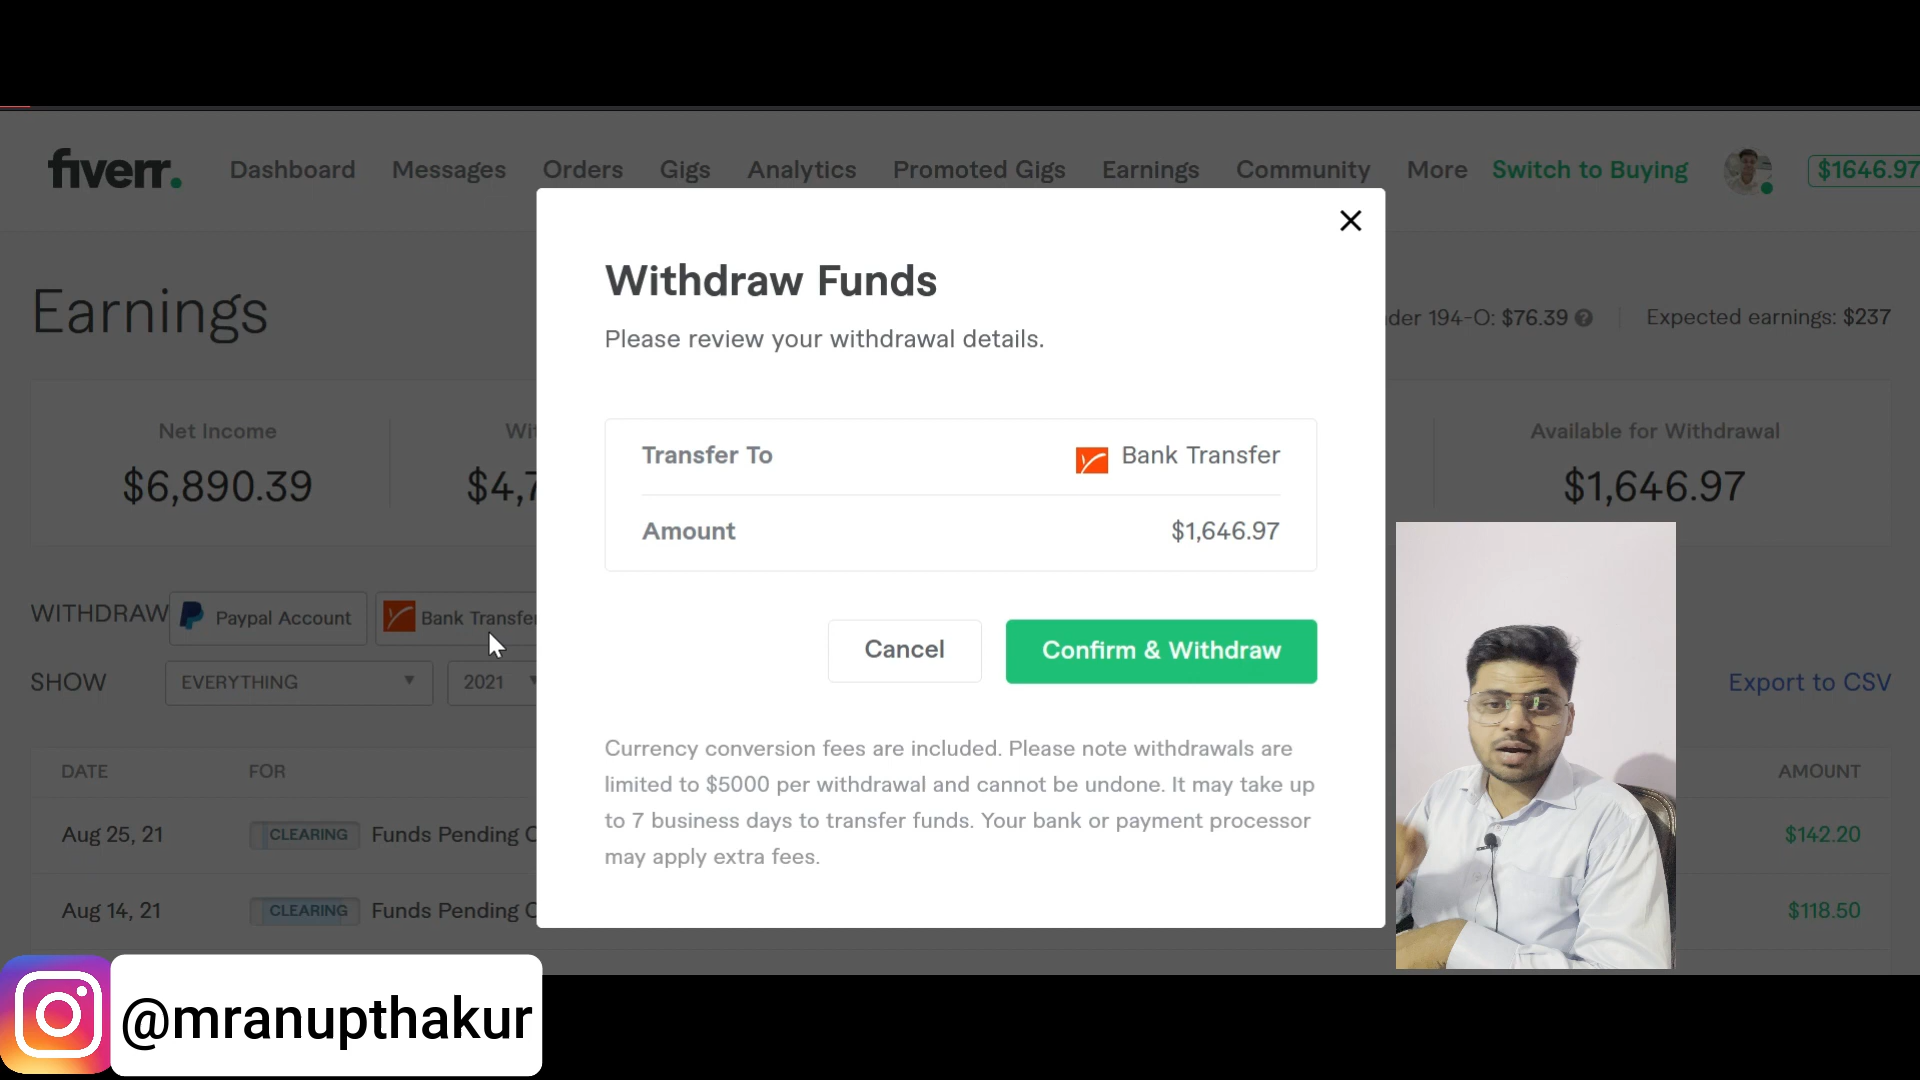 fiverr. Dashboard Messages Orders Gigs Analytics Promoted Gigs Earnings Community More Switch to Buying $1646.97
Earnings
der 194-O: $76.39 Expected earnings: $237
Net Income
$6,890.39
Wit
$4,7
Available for Withdrawal
$1,646.97
WITHDRAW Paypal Account Bank Transfer
SHOW EVERYTHING 2021
Export to CSV
DATE FOR AMOUNT
Aug 25, 21 CLEARING Funds Pending C $142.20
Aug 14, 21 CLEARING Funds Pending C $118.50
Withdraw Funds
Please review your withdrawal details.
Transfer To Bank Transfer
Amount $1,646.97
Cancel Confirm & Withdraw
Currency conversion fees are included. Please note withdrawals are
limited to $5000 per withdrawal and cannot be undone. It may take up
to 7 business days to transfer funds. Your bank or payment processor
may apply extra fees.
@mranupthakur